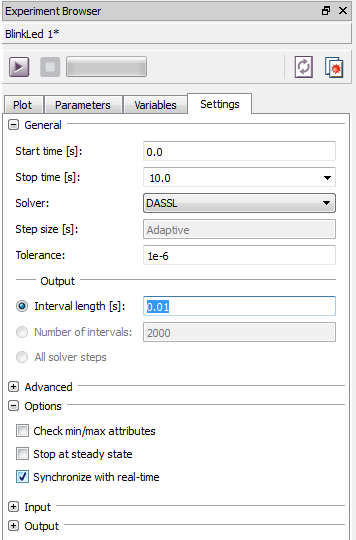 Experiment Browser
BlinkLed 1*
Plot Parameters Variables Settings
General
Start time [s]: 0.0
Stop time [s]: 10.0
Solver: DASSL
Step size [s]: Adaptive
Tolerance: 1e-6
Output
Interval length [s]: 0.01
Number of intervals: 2000
All solver steps
Advanced
Options
Check min/max attributes
Stop at steady state
Synchronize with real-time
Input
Output